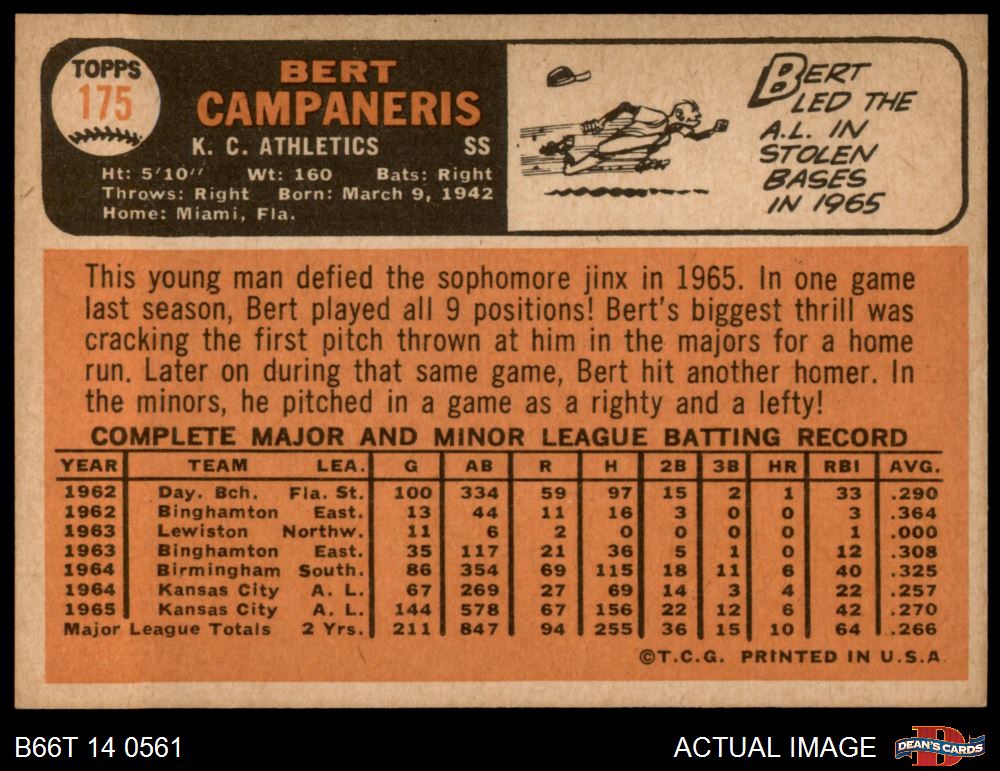 TOPPS
175
BERT
CAMPANERIS
K. C. ATHLETICS SS
Ht: 5'10" Wt: 160 Bats: Right
Throws: Right Born: March 9, 1942
Home: Miami, Fla.
BERT
LED THE
A.L. IN
STOLEN
BASES
IN 1965
This young man defied the sophomore jinx in 1965. In one game
last season, Bert played all 9 positions! Bert's biggest thrill was
cracking the first pitch thrown at him in the majors for a home
run. Later on during that same game, Bert hit another homer. In
the minors, he pitched in a game as a righty and a lefty!
COMPLETE MAJOR AND MINOR LEAGUE BATTING RECORD
YEAR TEAM LEA. G AB R H 2B 3B HR RBI AVG.
1962 Day. Bch. Fla. St. 100 334 59 97 15 2 1 33 .290
1962 Binghamton East. 13 44 11 16 3 0 0 3 .364
1963 Lewiston Northw. 11 6 2 0 0 0 0 1 .000
1963 Binghamton East. 35 117 21 36 5 1 0 12 .308
1964 Birmingham South. 86 354 69 115 18 11 6 40 .325
1964 Kansas City A. L. 67 269 27 69 14 3 4 22 .257
1965 Kansas City A. L. 144 578 67 156 22 12 6 42 .270
Major League Totals 2 Yrs. 211 847 94 255 36 15 10 64 .266
©T.C.G. PRINTED IN U.S.A.
B66T 14 0561
ACTUAL IMAGE
DEAN'S CARDS